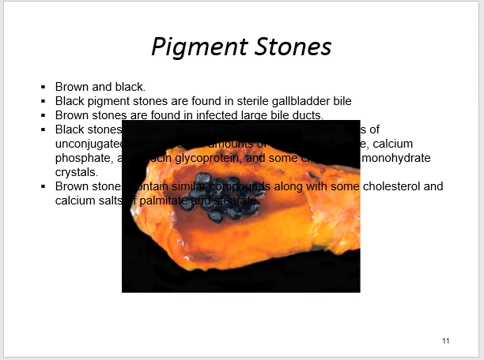 Pigment Stones
▪ Brown and black.
▪ Black pigment stones are found in sterile gallbladder bile
▪ Brown stones are found in infected large bile ducts.
▪ Black stones of
unconjugated amounts of calcium
phosphate, glycoprotein, and some monohydrate
crystals.
▪ Brown stones contain similar compounds along with some cholesterol and
calcium salts of palmitate and stearate.
11